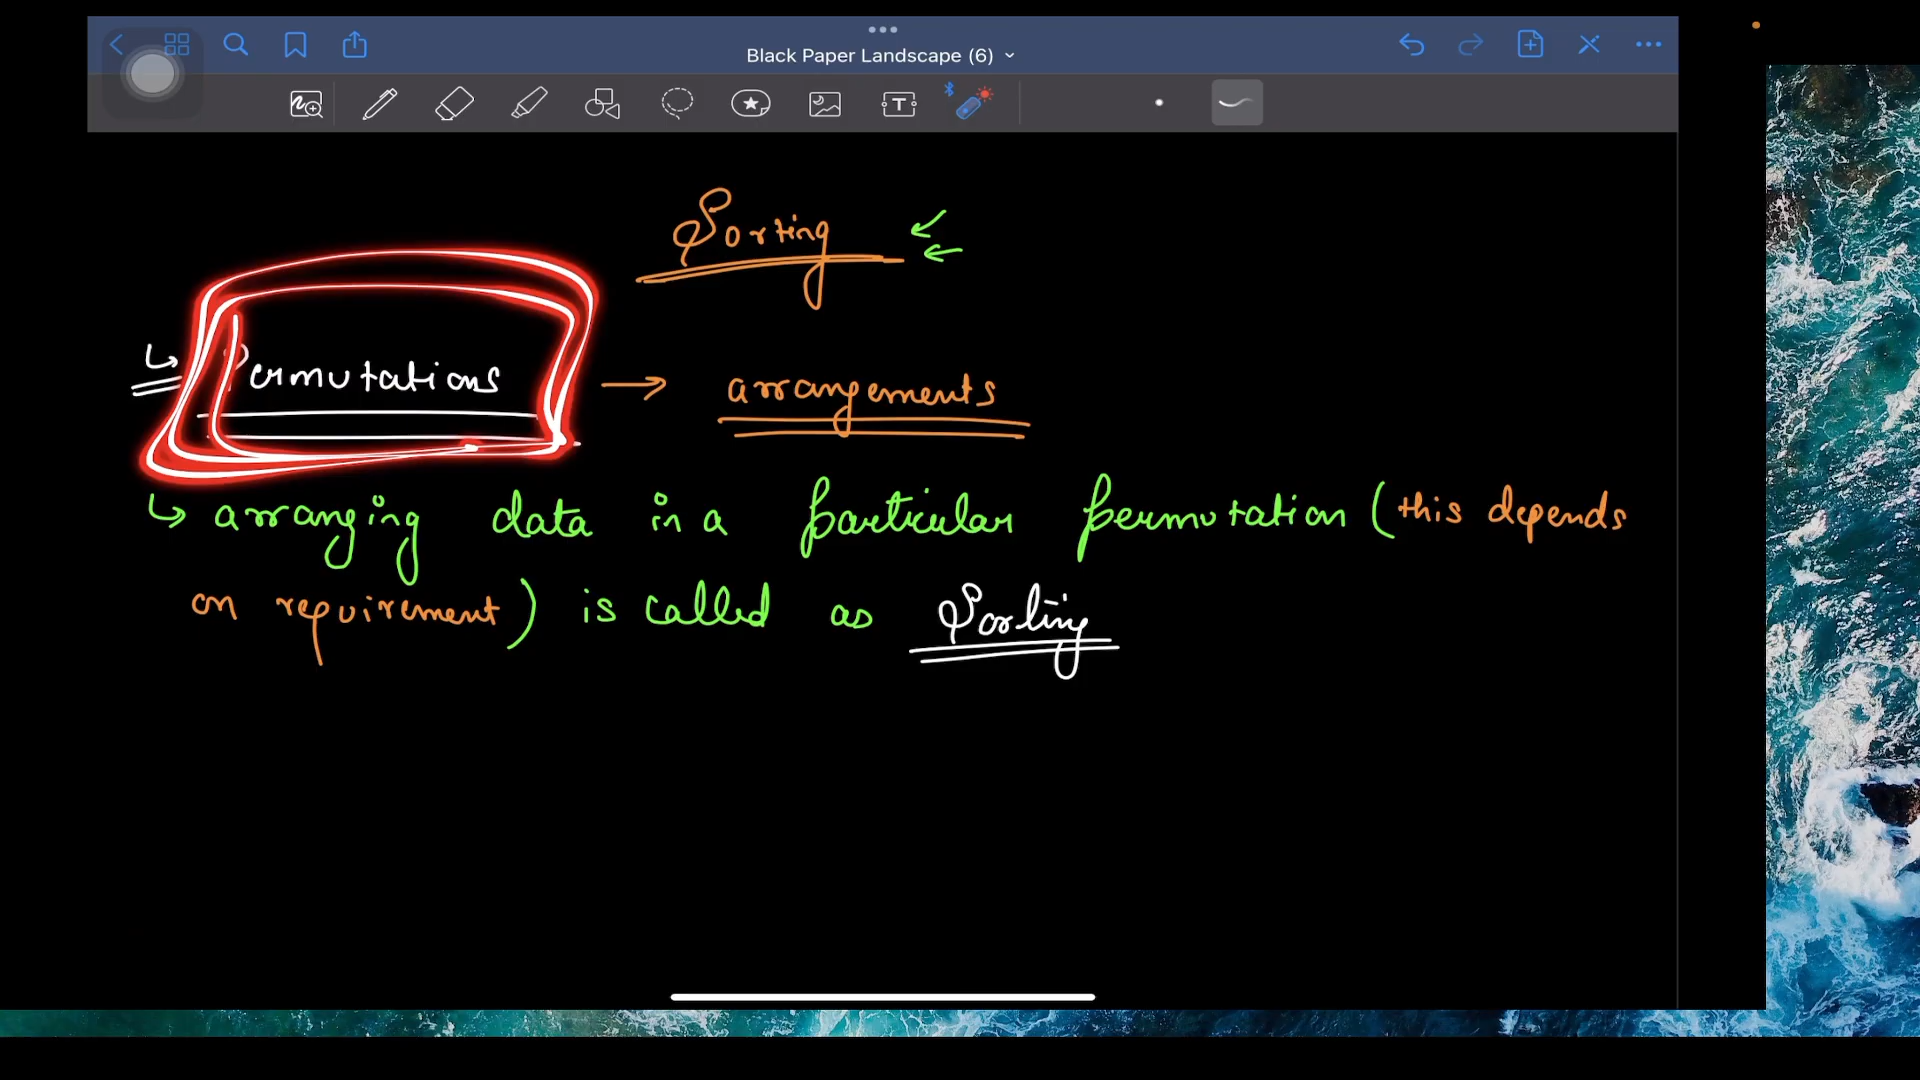 Black Paper Landscape (6)
T
Sorting
Permutations → arrangements
↳ arranging data in a particular permutation (this depends
on requirement) is called as Sorting